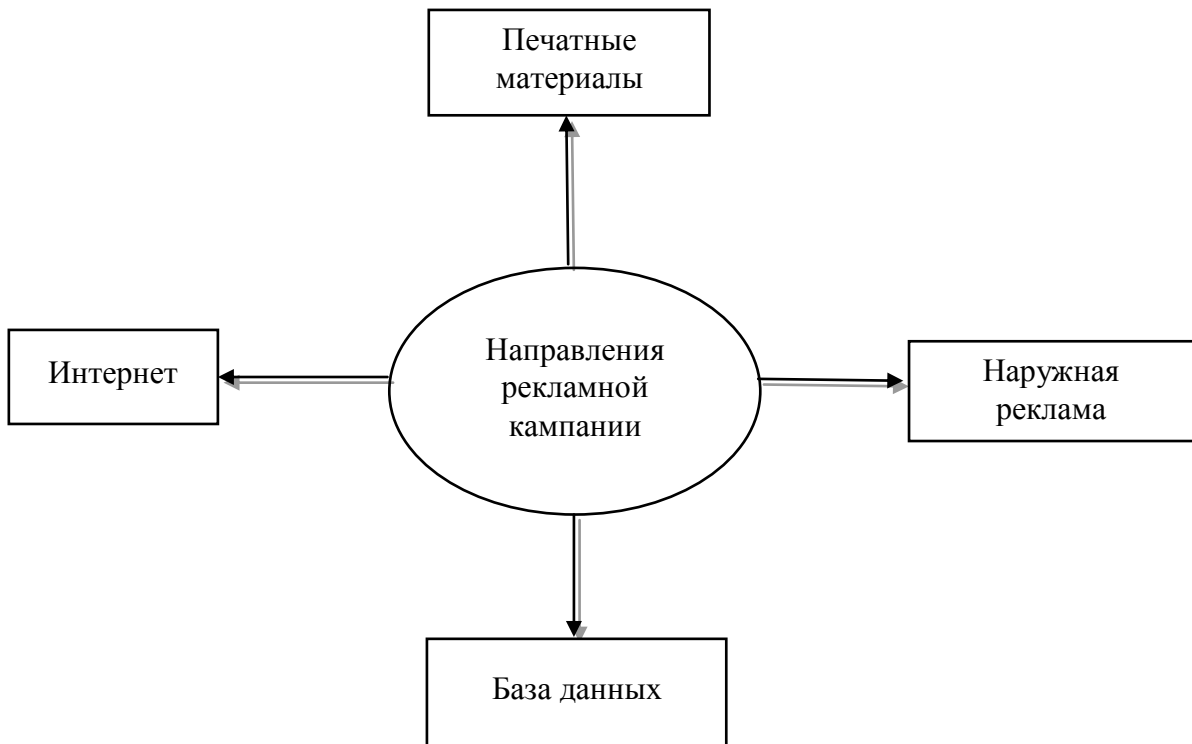 Печатные
материалы
Интернет
Направления
рекламной
кампании
Наружная
реклама
База данных